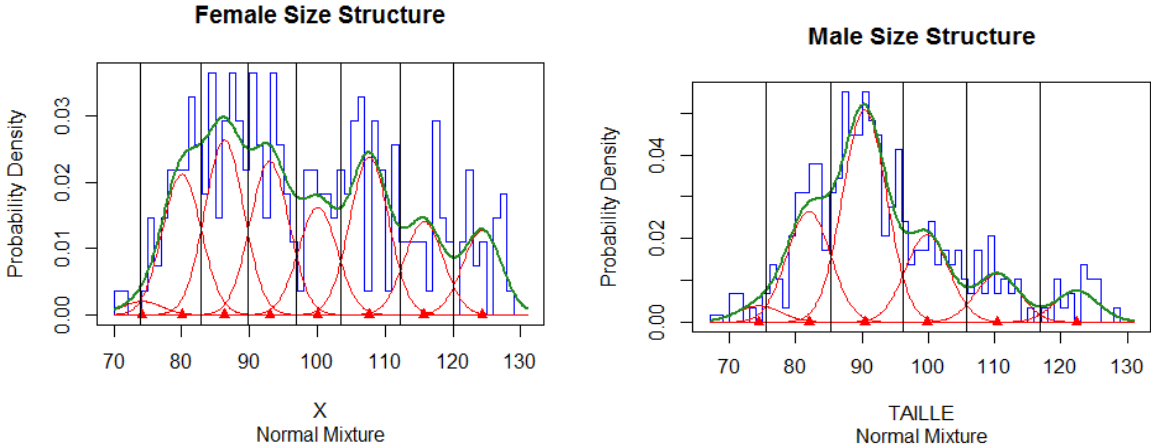 Female Size Structure
Probability Density
0.00 0.01 0.02 0.03
70 80 90 100 110 120 130
X
Normal Mixture
Male Size Structure
Probability Density
0.00 0.02 0.04
70 80 90 100 110 120 130
TAILLE
Normal Mixture